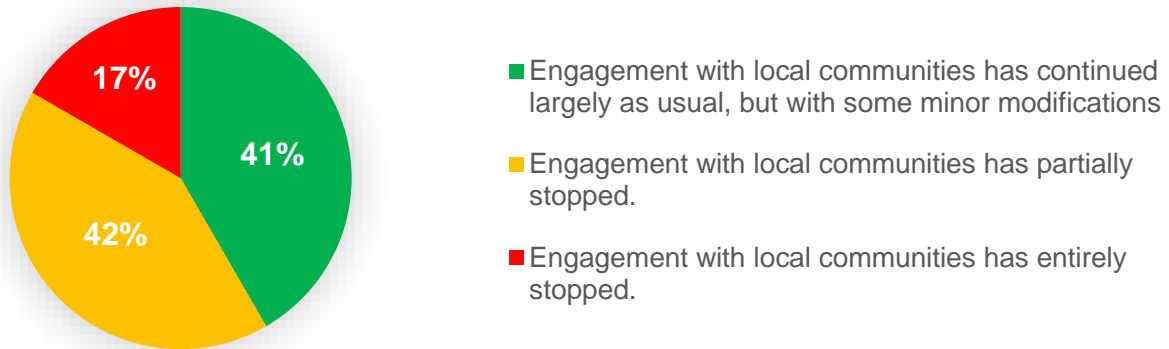 17%
41%
42%
Engagement with local communities has continued
largely as usual, but with some minor modifications
Engagement with local communities has partially
stopped.
Engagement with local communities has entirely
stopped.